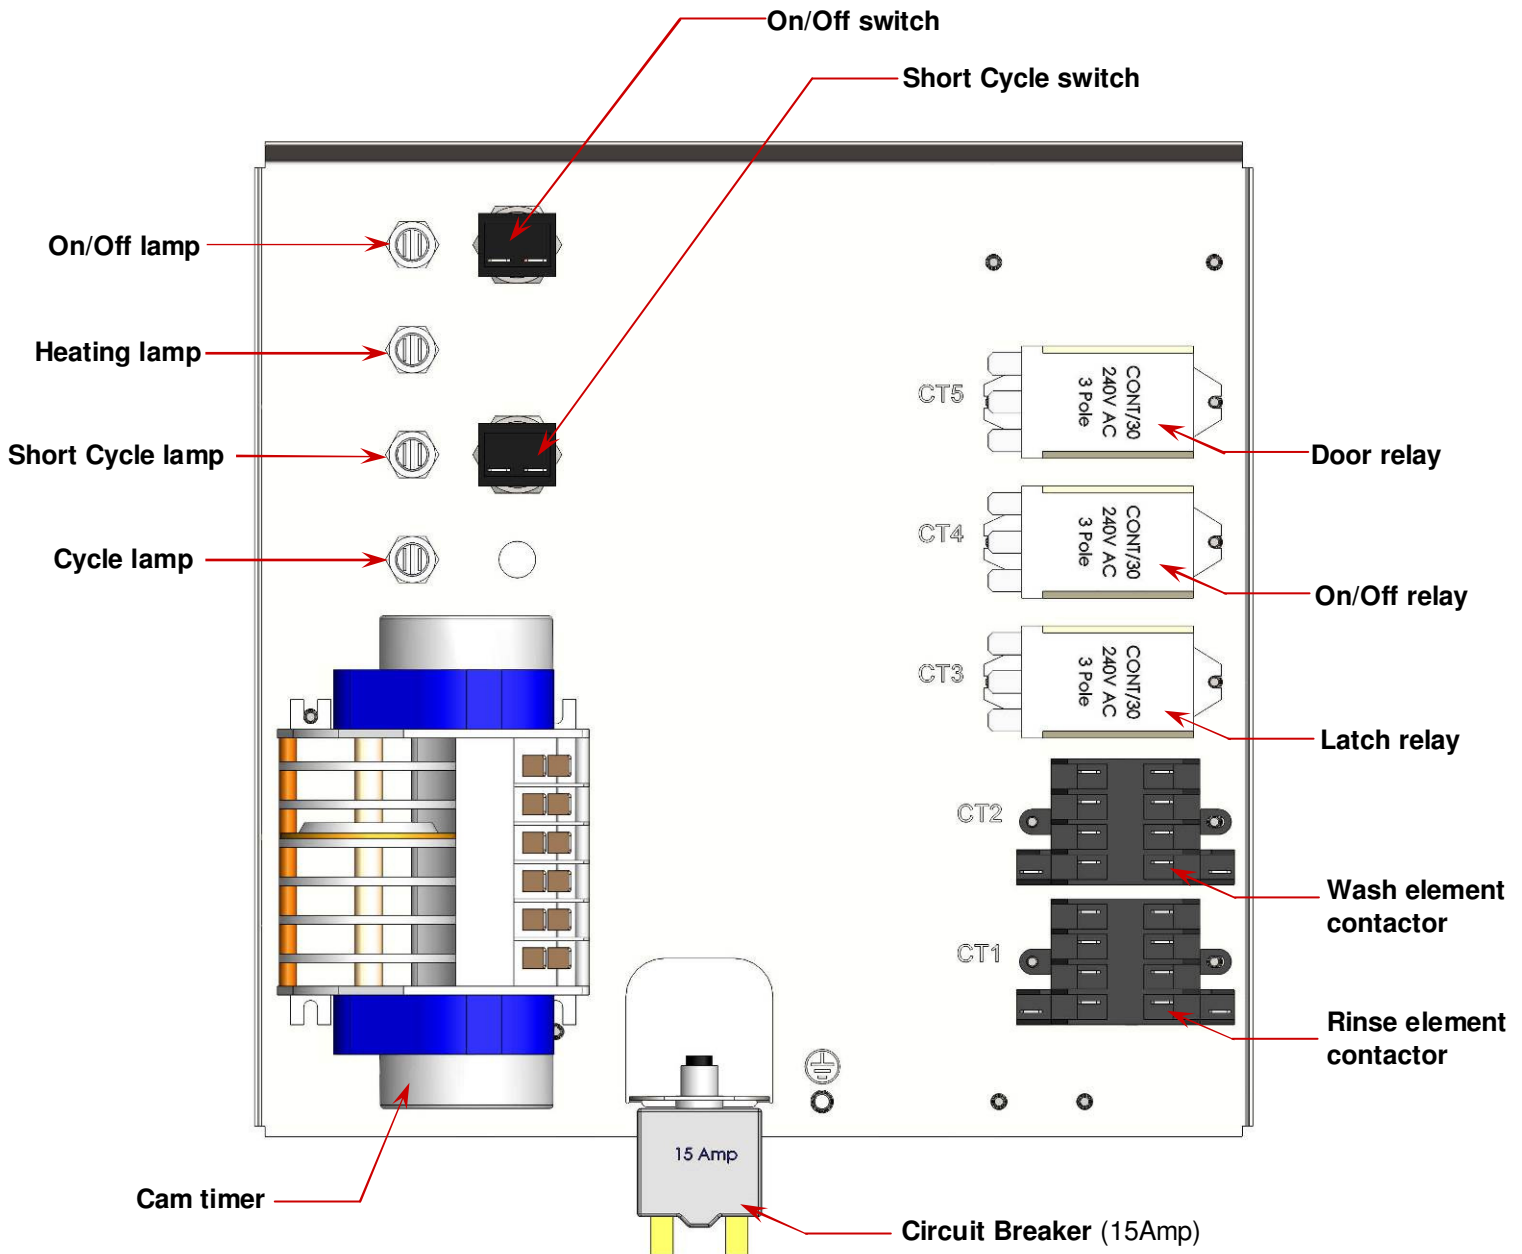 On/Off switch
Short Cycle switch
On/Off lamp
Heating lamp
Short Cycle lamp
Cycle lamp
CT5
CONT/30
240V AC
3 Pole
Door relay
CT4
CONT/30
240V AC
3 Pole
On/Off relay
CT3
CONT/30
240V AC
3 Pole
Latch relay
CT2
Wash element
contactor
CT1
Rinse element
contactor
15 Amp
Cam timer
Circuit Breaker (15Amp)